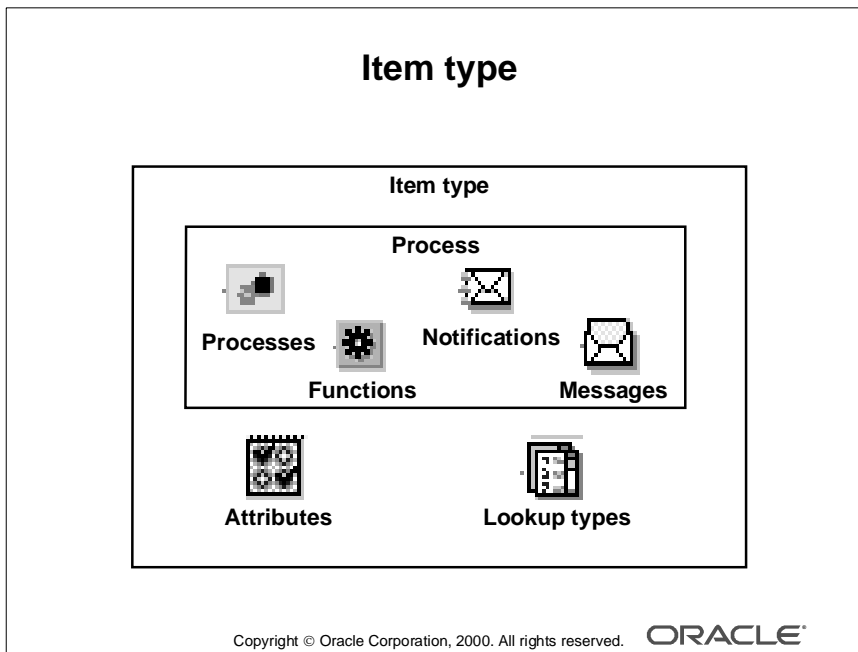 Item type
Item type
Process
Processes
Notifications
Functions
Messages
Attributes
Lookup types
Copyright © Oracle Corporation, 2000. All rights reserved.
ORACLE®